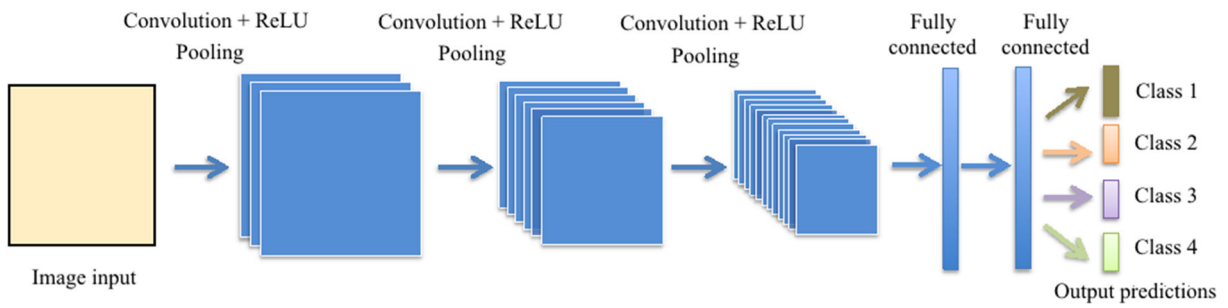 Convolution + ReLU
Pooling
Convolution + ReLU
Pooling
Convolution + ReLU
Pooling
Fully
connected
Fully
connected
Class 1
Class 2
Class 3
Class 4
Image input
Output predictions